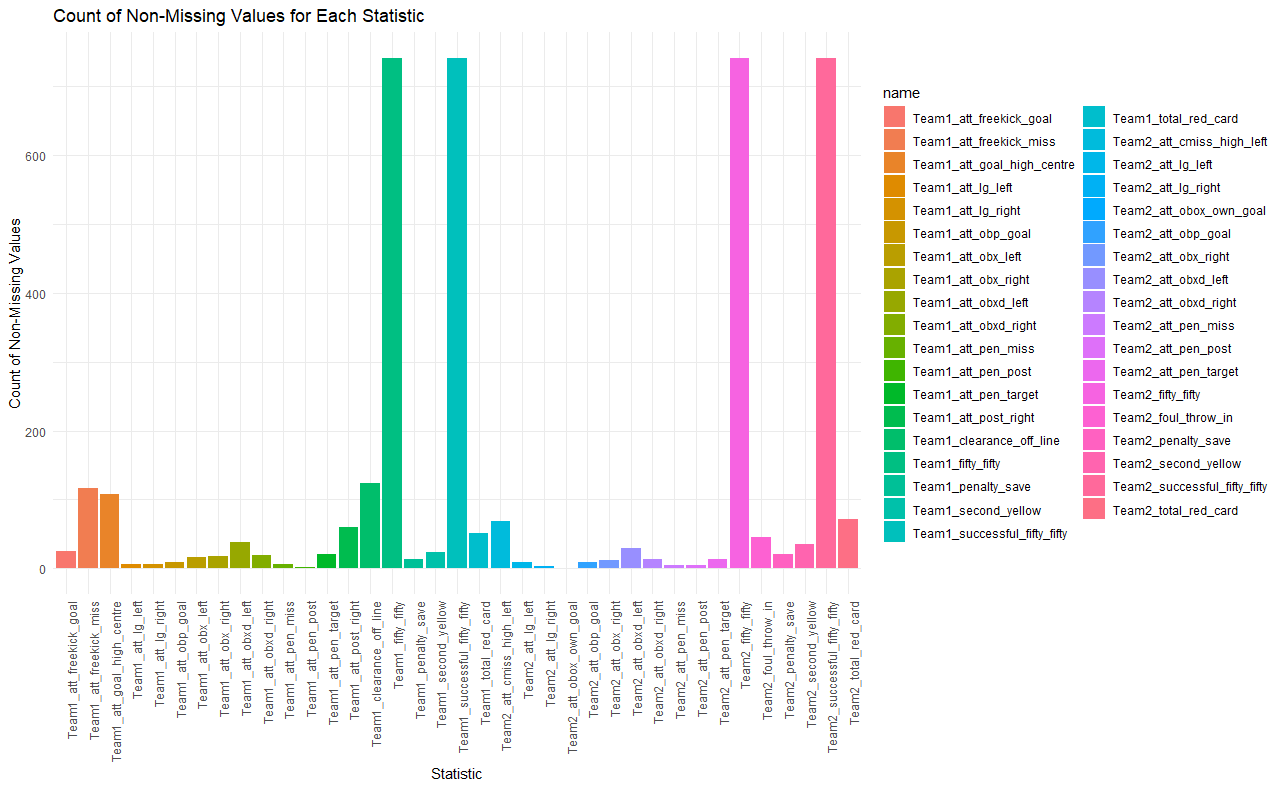 Count of Non-Missing Values for Each Statistic
Count of Non-Missing Values
600
400
200
0
Team1_att_freekick_goal
Team1_att_freekick_miss
Team1_att_goal_high_centre
Team1_att_lg_left
Team1_att_lg_right
Team1_att_obp_goal
Team1_att_obx_left
Team1_att_obx_right
Team1_att_obxd_left
Team1_att_obxd_right
Team1_att_pen_miss
Team1_att_pen_post
Team1_att_pen_target
Team1_att_post_right
Team1_clearance_off_line
Team1_fifty_fifty
Team1_penalty_save
Team1_second_yellow
Team1_successful_fifty_fifty
Team1_total_red_card
Team2_att_cmiss_high_left
Team2_att_lg_left
Team2_att_lg_right
Team2_att_obox_own_goal
Team2_att_obp_goal
Team2_att_obx_right
Team2_att_obxd_left
Team2_att_obxd_right
Team2_att_pen_miss
Team2_att_pen_post
Team2_att_pen_target
Team2_fifty_fifty
Team2_foul_throw_in
Team2_penalty_save
Team2_second_yellow
Team2_successful_fifty_fifty
Team2_total_red_card
Statistic
name
Team1_att_freekick_goal
Team1_att_freekick_miss
Team1_att_goal_high_centre
Team1_att_lg_left
Team1_att_lg_right
Team1_att_obp_goal
Team1_att_obx_left
Team1_att_obx_right
Team1_att_obxd_left
Team1_att_obxd_right
Team1_att_pen_miss
Team1_att_pen_post
Team1_att_pen_target
Team1_att_post_right
Team1_clearance_off_line
Team1_fifty_fifty
Team1_penalty_save
Team1_second_yellow
Team1_successful_fifty_fifty
Team1_total_red_card
Team2_att_cmiss_high_left
Team2_att_lg_left
Team2_att_lg_right
Team2_att_obox_own_goal
Team2_att_obp_goal
Team2_att_obx_right
Team2_att_obxd_left
Team2_att_obxd_right
Team2_att_pen_miss
Team2_att_pen_post
Team2_att_pen_target
Team2_fifty_fifty
Team2_foul_throw_in
Team2_penalty_save
Team2_second_yellow
Team2_successful_fifty_fifty
Team2_total_red_card